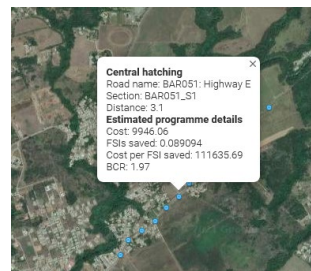 Central hatching
Road name: BAR051: Highway E
Section: BAR051_S1
Distance: 3.1
Estimated programme details
Cost: 9946.06
FSIs saved: 0.089094
Cost per FSI saved: 111635.69
BCR: 1.97